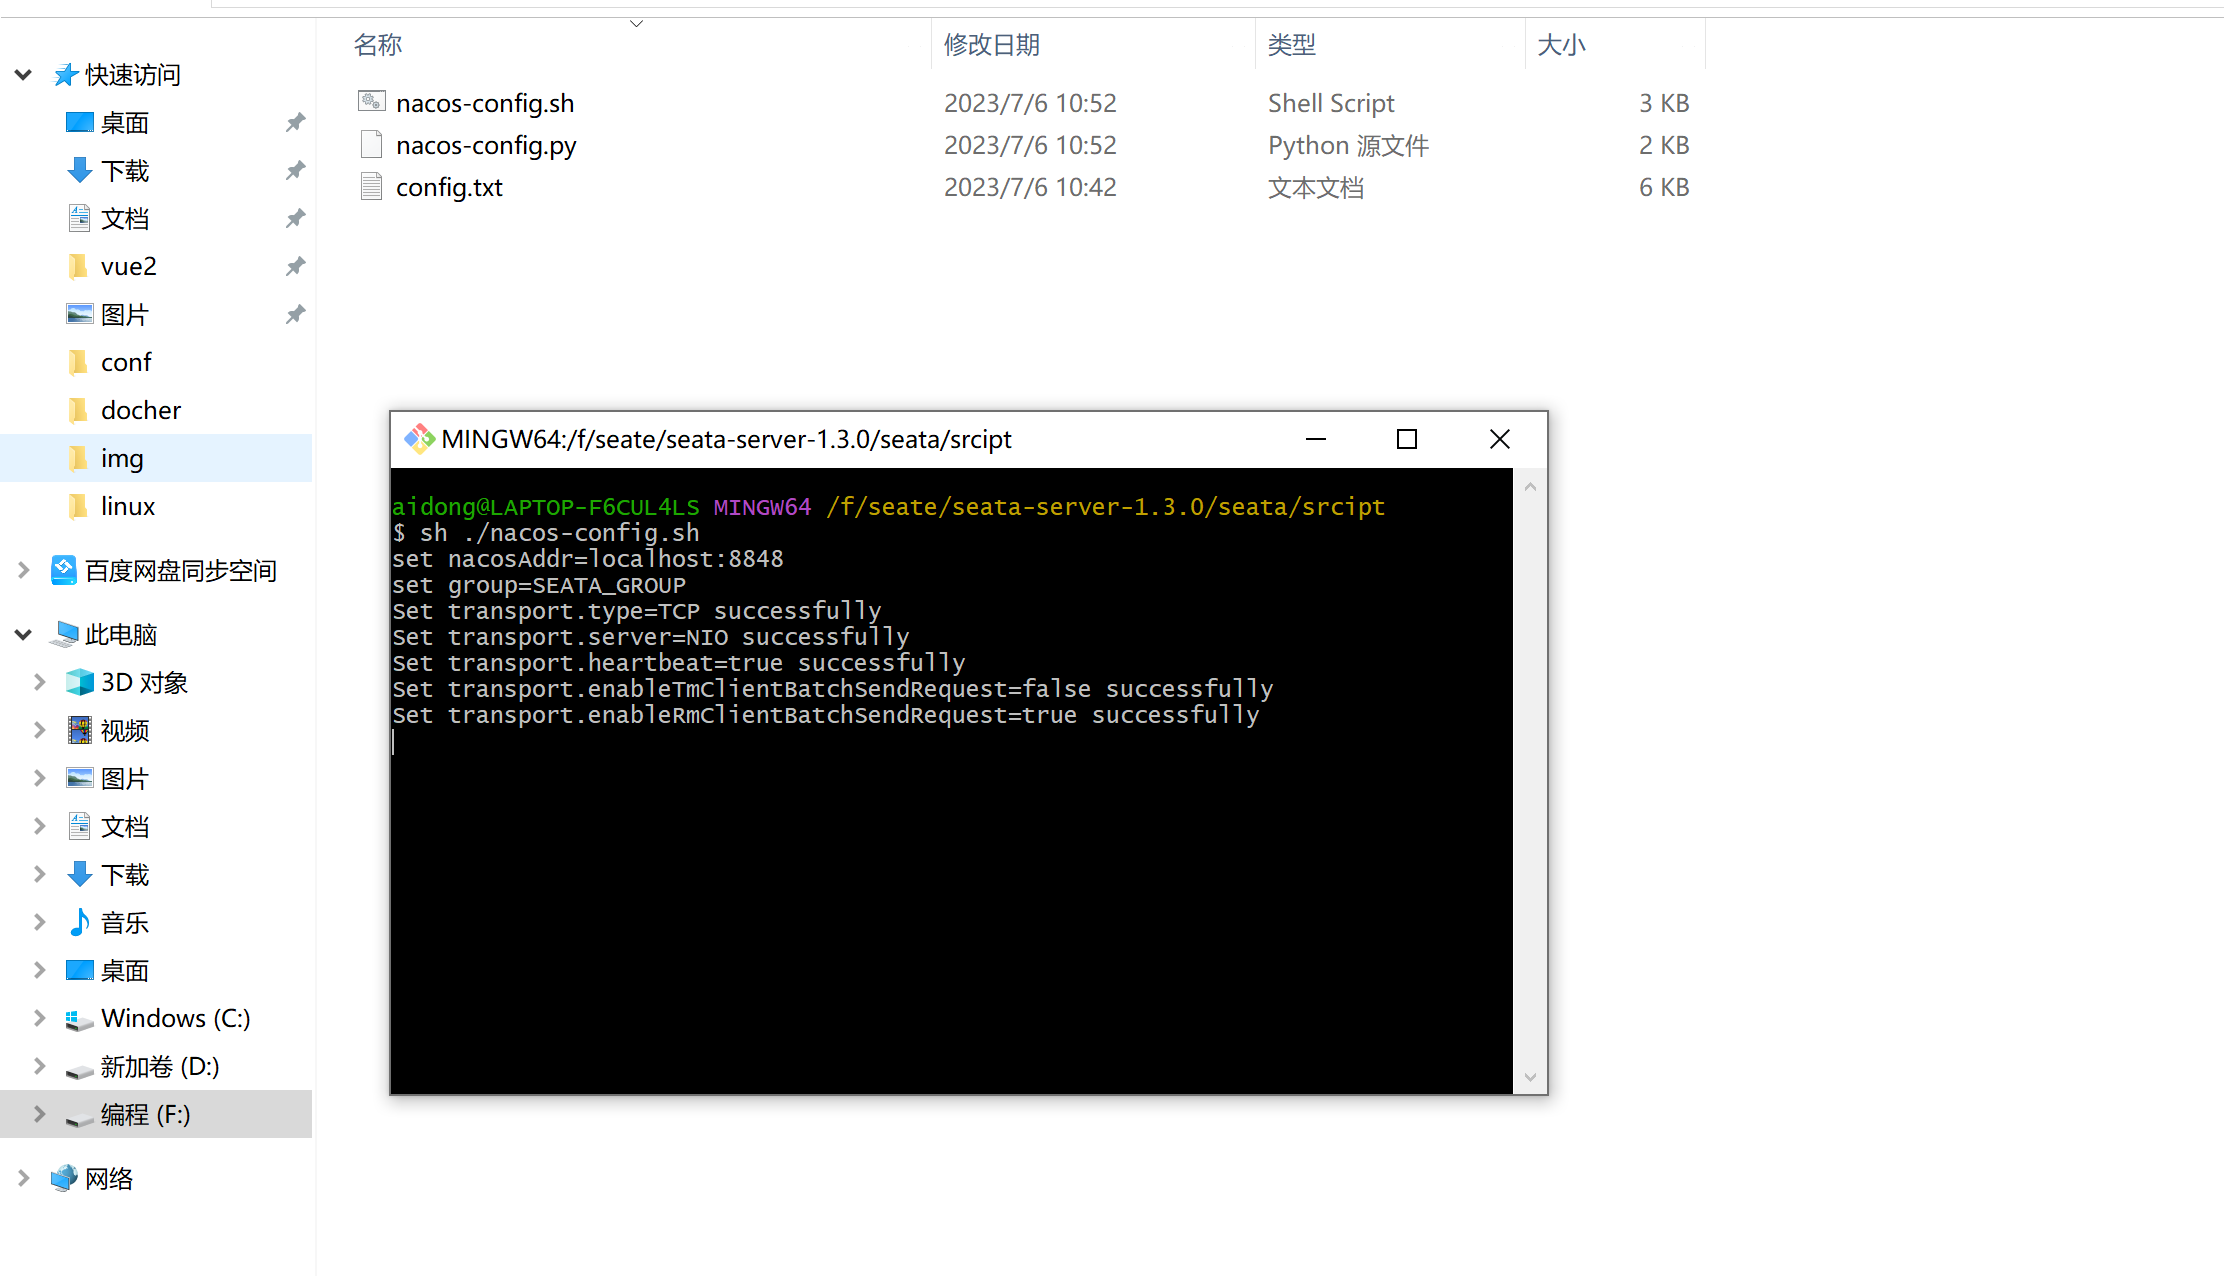 名称 修改日期 类型 大小
快速访问
桌面
下载
文档
vue2
图片
conf
docher
img
linux
百度网盘同步空间
此电脑
3D 对象
视频
图片
文档
下载
音乐
桌面
Windows (C:)
新加卷 (D:)
编程 (F:)
网络
nacos-config.sh 2023/7/6 10:52 Shell Script 3 KB
nacos-config.py 2023/7/6 10:52 Python 源文件 2 KB
config.txt 2023/7/6 10:42 文本文档 6 KB
MINGW64:/f/seate/seata-server-1.3.0/seata/srcipt
aidong@LAPTOP-F6CUL4LS MINGW64 /f/seate/seata-server-1.3.0/seata/srcipt
$ sh ./nacos-config.sh
set nacosAddr=localhost:8848
set group=SEATA_GROUP
Set transport.type=TCP successfully
Set transport.server=NIO successfully
Set transport.heartbeat=true successfully
Set transport.enableTmClientBatchSendRequest=false successfully
Set transport.enableRmClientBatchSendRequest=true successfully